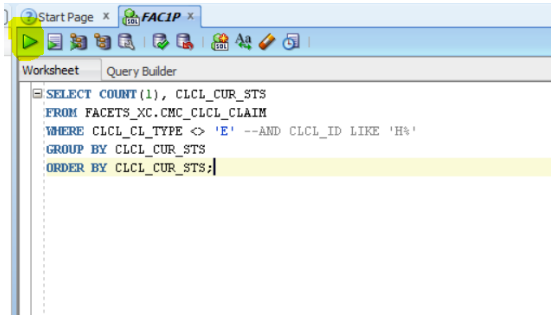 Start Page x FAC1P x
Worksheet Query Builder
SELECT COUNT(1), CLCL_CUR_STS
FROM FACETS_XC.CMC_CLCL_CLAIM
WHERE CLCL_CL_TYPE <> 'E' --AND CLCL_ID LIKE 'H%'
GROUP BY CLCL_CUR_STS
ORDER BY CLCL_CUR_STS;